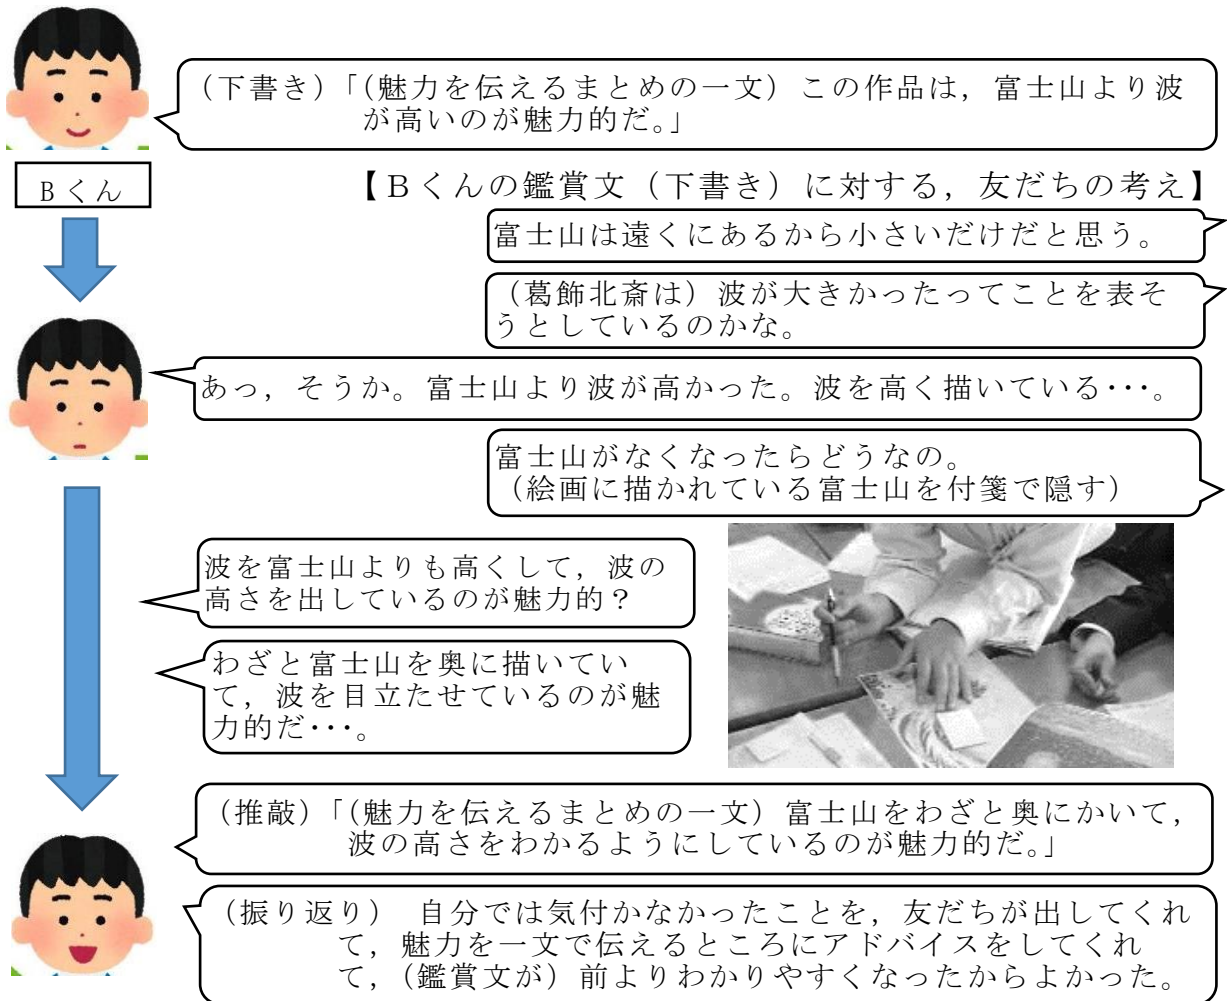 (下書き)「(魅力を伝えるまとめの一文)この作品は，富士山より波
が高いのが魅力的だ。」
Bくん
【Bくんの鑑賞文(下書き)に対する，友だちの考え】
富士山は遠くにあるから小さいだけだと思う。
(葛飾北斎は)波が大きかったってことを表そ
うとしているのかな。
あっ，そうか。富士山より波が高かった。波を高く描いている･･･。
富士山がなくなったらどうなの。
(絵画に描かれている富士山を付箋で隠す)
波を富士山よりも高くして，波の
高さを出しているのが魅力的？
わざと富士山を奥に描いてい
て，波を目立たせているのが魅
力的だ･･･。
(推敲)「(魅力を伝えるまとめの一文)富士山をわざと奥にかいて，
波の高さをわかるようにしているのが魅力的だ。」
(振り返り)　自分では気付かなかったことを，友だちが出してくれ
て，魅力を一文で伝えるところにアドバイスをしてくれ
て，(鑑賞文が)前よりわかりやすくなったからよかった。